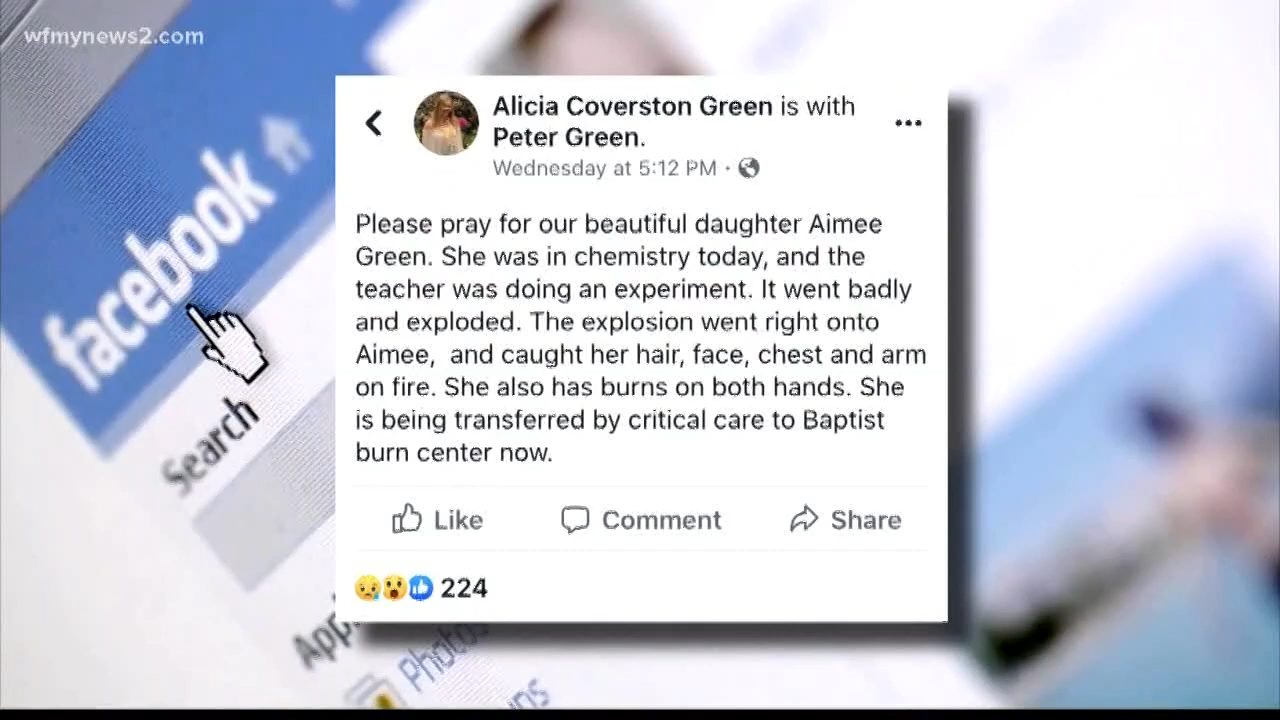 wfmynews2.com
facebook
Search
Alicia Coverston Green is with
Peter Green.
Wednesday at 5:12 PM ·
Please pray for our beautiful daughter Aimee
Green. She was in chemistry today, and the
teacher was doing an experiment. It went badly
and exploded. The explosion went right onto
Aimee, and caught her hair, face, chest and arm
on fire. She also has burns on both hands. She
is being transferred by critical care to Baptist
burn center now.
Like Comment Share
224
Photos